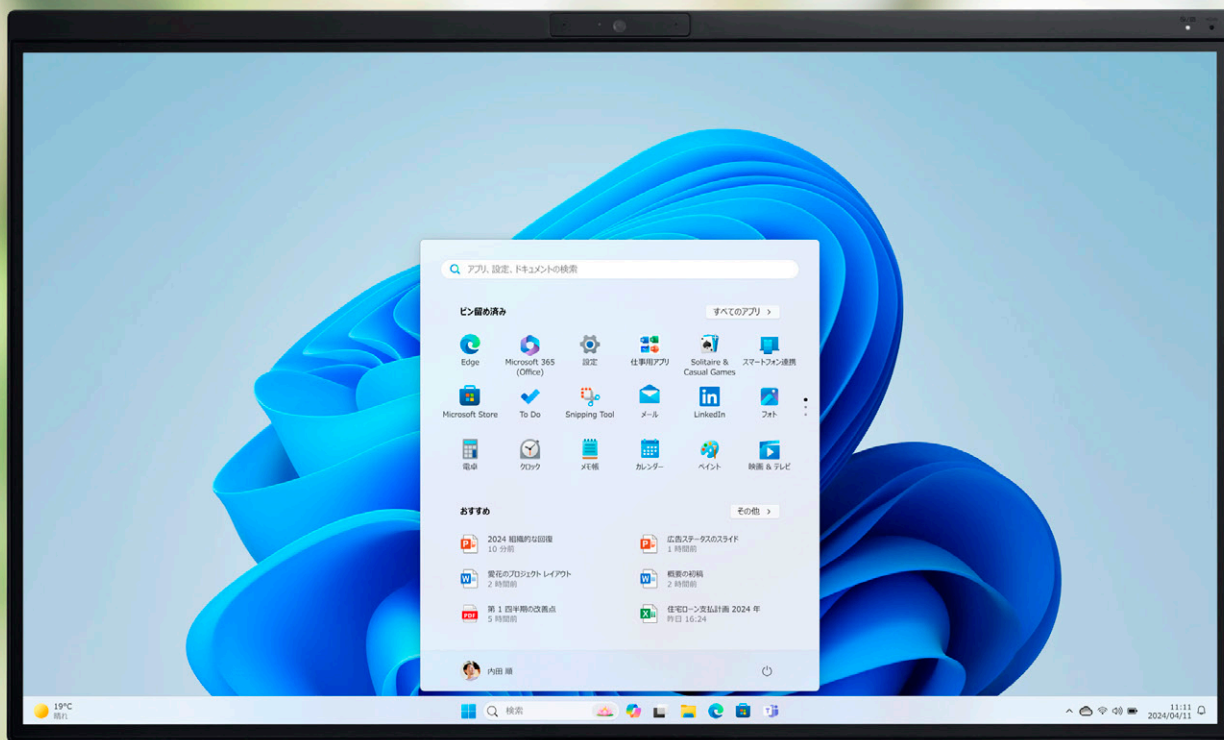 アプリ、設定、ドキュメントの検索
ピン留め済み
すべてのアプリ >
Edge
Microsoft 365
(Office)
設定
仕事用アプリ
Solitaire &
Casual Games
スマートフォン連携
Microsoft Store
To Do
Snipping Tool
メール
LinkedIn
フォト
電卓
クロック
メモ帳
カレンダー
ペイント
映画 & テレビ
おすすめ
その他 >
2024 組織的な回復
10 分前
広告ステータスのスライド
1 時間前
愛花のプロジェクト レイアウト
2 時間前
概要の初稿
2 時間前
PDF
第 1 四半期の改善点
5 時間前
住宅ローン支払計画 2024 年
昨日 16:24
内田 順
19°C
晴れ
検索
11:11
2024/04/11